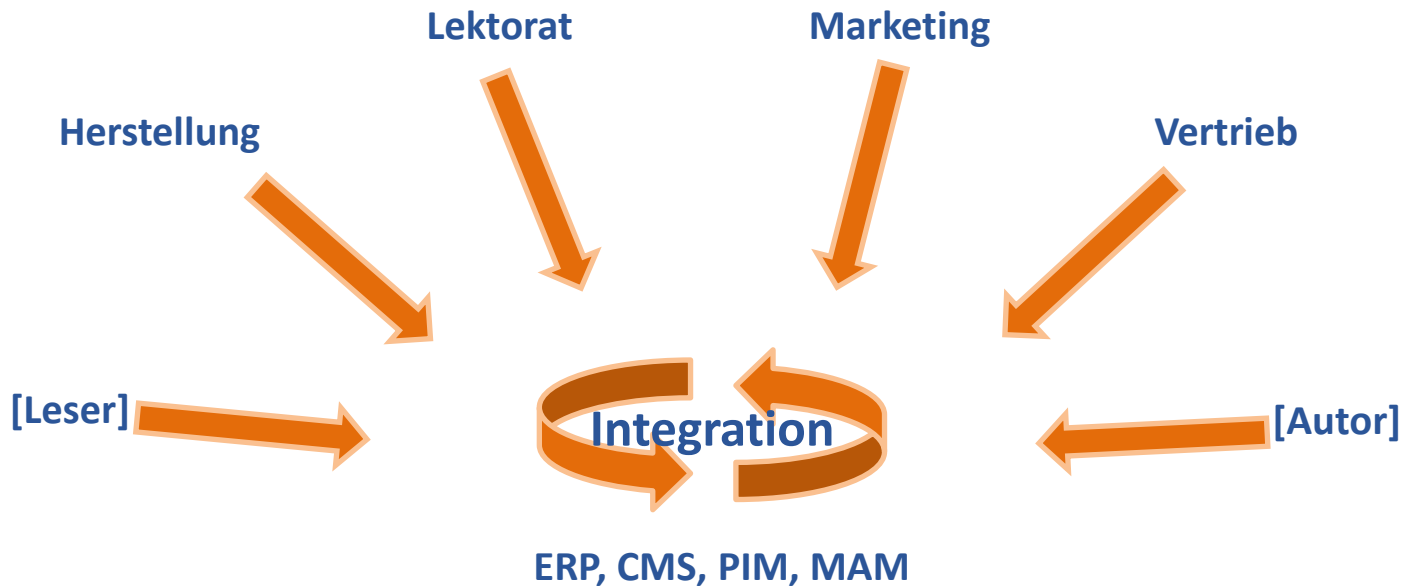 Lektorat
Marketing
Herstellung
Vertrieb
[Leser]
Integration
[Autor]
ERP, CMS, PIM, MAM